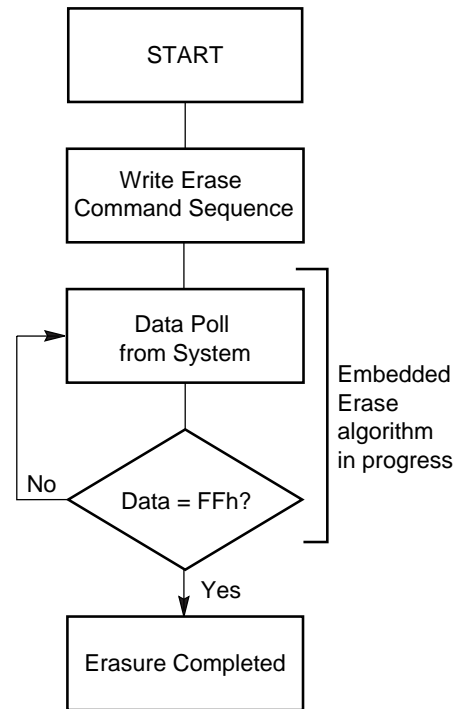 START
Write Erase
Command Sequence
Data Poll
from System
Embedded
Erase
algorithm
in progress
No
Data = FFh?
Yes
Erasure Completed